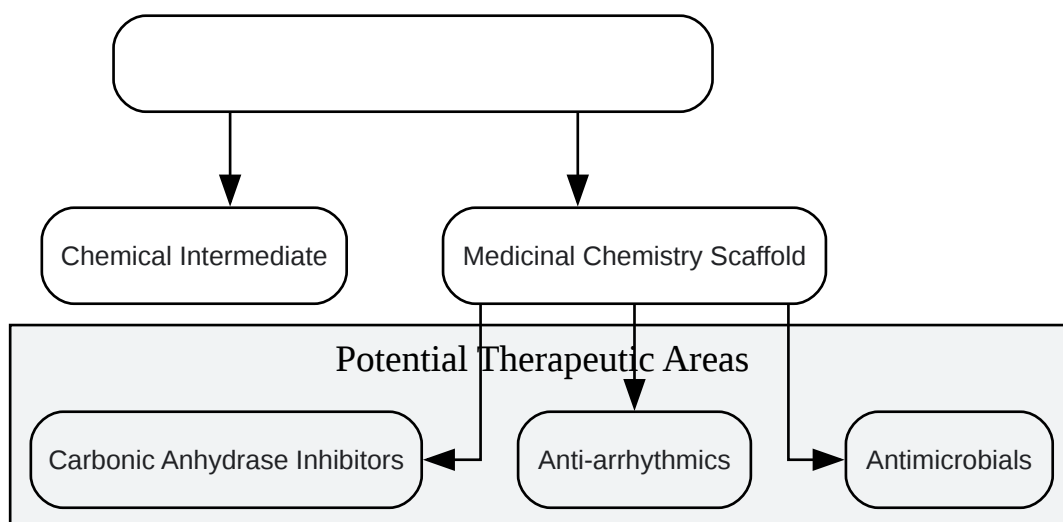 Chemical Intermediate
Medicinal Chemistry Scaffold
Potential Therapeutic Areas
Carbonic Anhydrase Inhibitors
Anti-arrhythmics
Antimicrobials